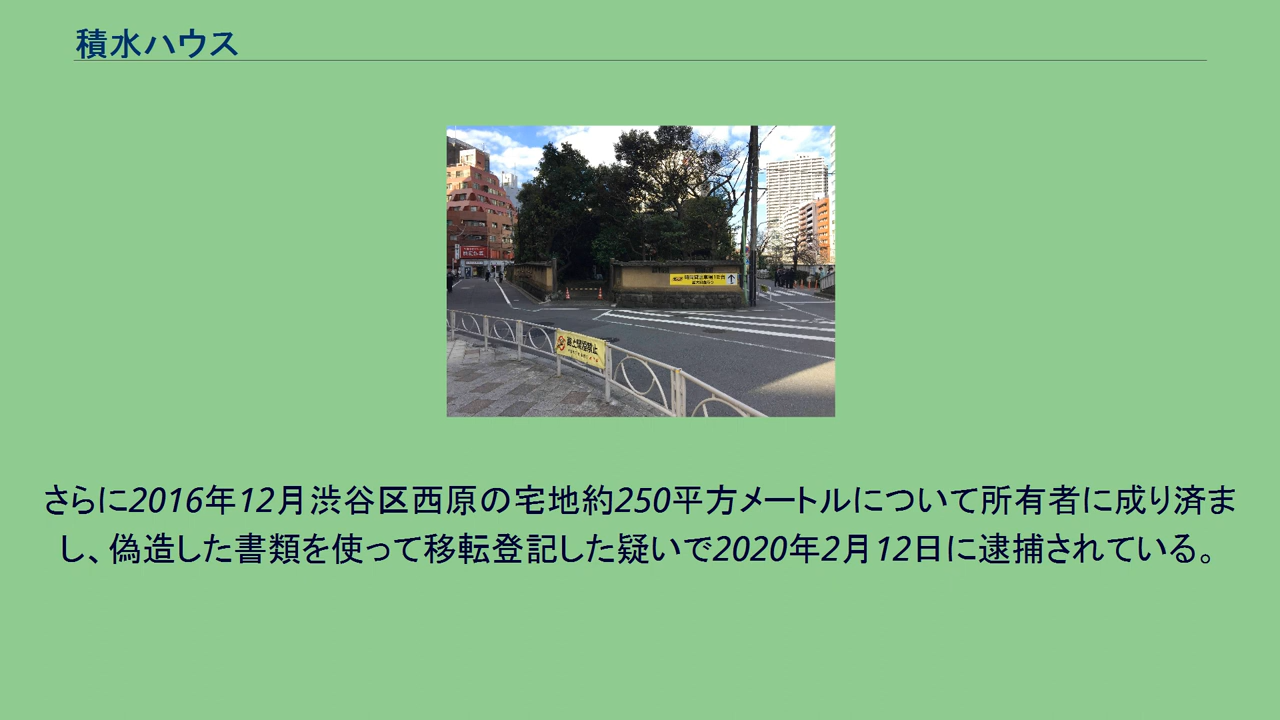 積水ハウス
さらに2016年12月渋谷区西原の宅地約250平方メートルについて所有者に成り済ま
し、偽造した書類を使って移転登記した疑いで2020年2月12日に逮捕されている。